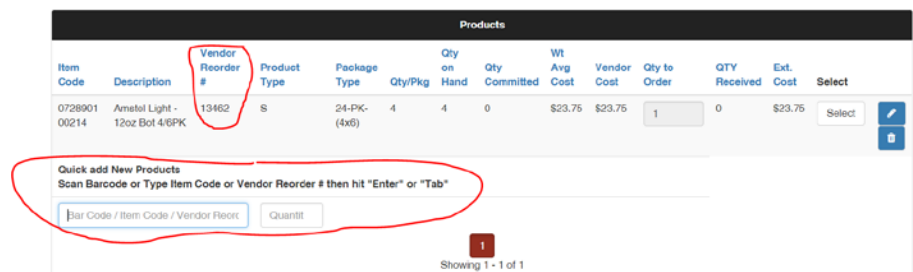 Products
Item Code Description Vendor Reorder # Product Type Package Type Qty/Pkg Qty on Hand Qty Committed Wt Avg Cost Vendor Cost Qty to Order QTY Received Ext. Cost Select
0728901 00214 Amstel Light - 12oz Bot 4/6PK 13462 S 24-PK- (4x6) 4 4 0 $23.75 $23.75 1 0 $23.75 Select
Quick add New Products
Scan Barcode or Type Item Code or Vendor Reorder # then hit "Enter" or "Tab"
Bar Code / Item Code / Vendor Reorc Quantit
1
Showing 1 - 1 of 1